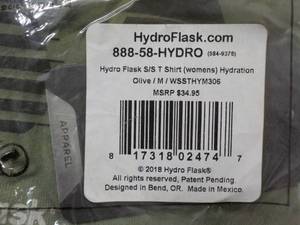 HydroFlask.com
888-58-HYDRO (584-9376)
Hydro Flask S/S T Shirt (womens) Hydration
Olive / M / WSSTHYM306
MSRP $34.95
APPAREL
8 17318 02474 7
© 2018 Hydro Flask®
All rights reserved. Patents Pending.
Designed in Bend, OR. Made in Mexico.